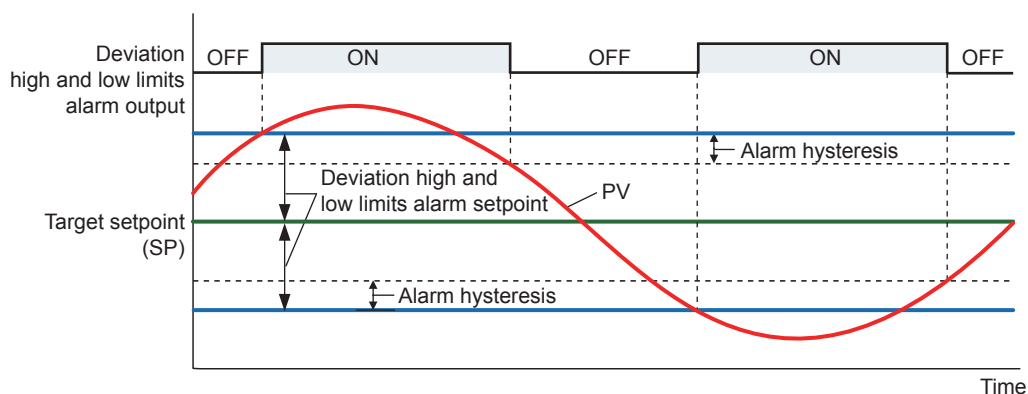 Deviation
high and low limits
alarm output
OFF
ON
OFF
ON
OFF
Alarm hysteresis
Deviation high and
low limits alarm setpoint
PV
Target setpoint
(SP)
Alarm hysteresis
Time